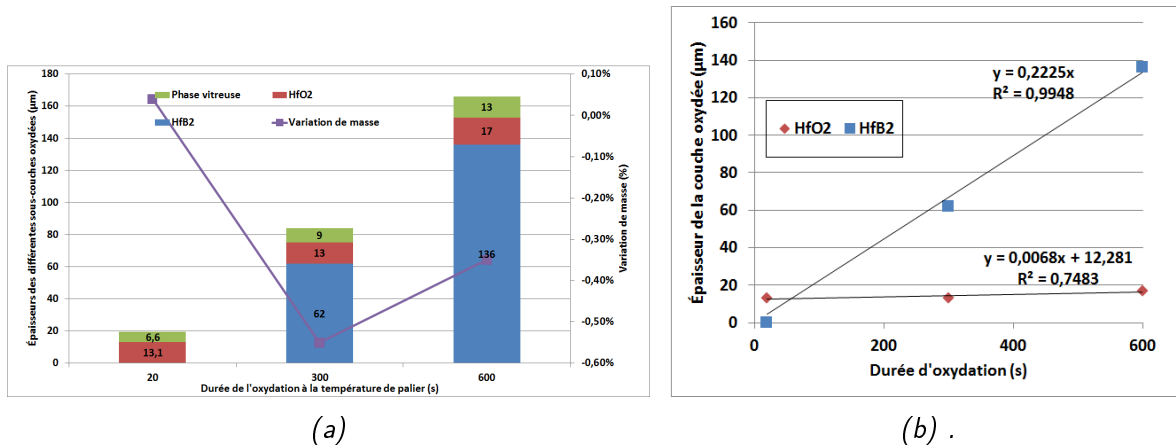 180
160
140
120
100
80
60
40
20
0
Épaisseurs des différentes sous-couches oxydées (µm)
Phase vitreuse
HfO2
HfB2
Variation de masse
6,6
13,1
9
13
62
13
17
136
20
300
600
Durée de l'oxydation à la température de palier (s)
0,10%
0,00%
-0,10%
-0,20%
-0,30%
-0,40%
-0,50%
-0,60%
Variation de masse (%)
(a)
160
140
120
100
80
60
40
20
0
Épaisseur de la couche oxydée (µm)
y = 0,2225x
R² = 0,9948
HfO2
HfB2
y = 0,0068x + 12,281
R² = 0,7483
0
200
400
600
Durée d'oxydation (s)
(b) .